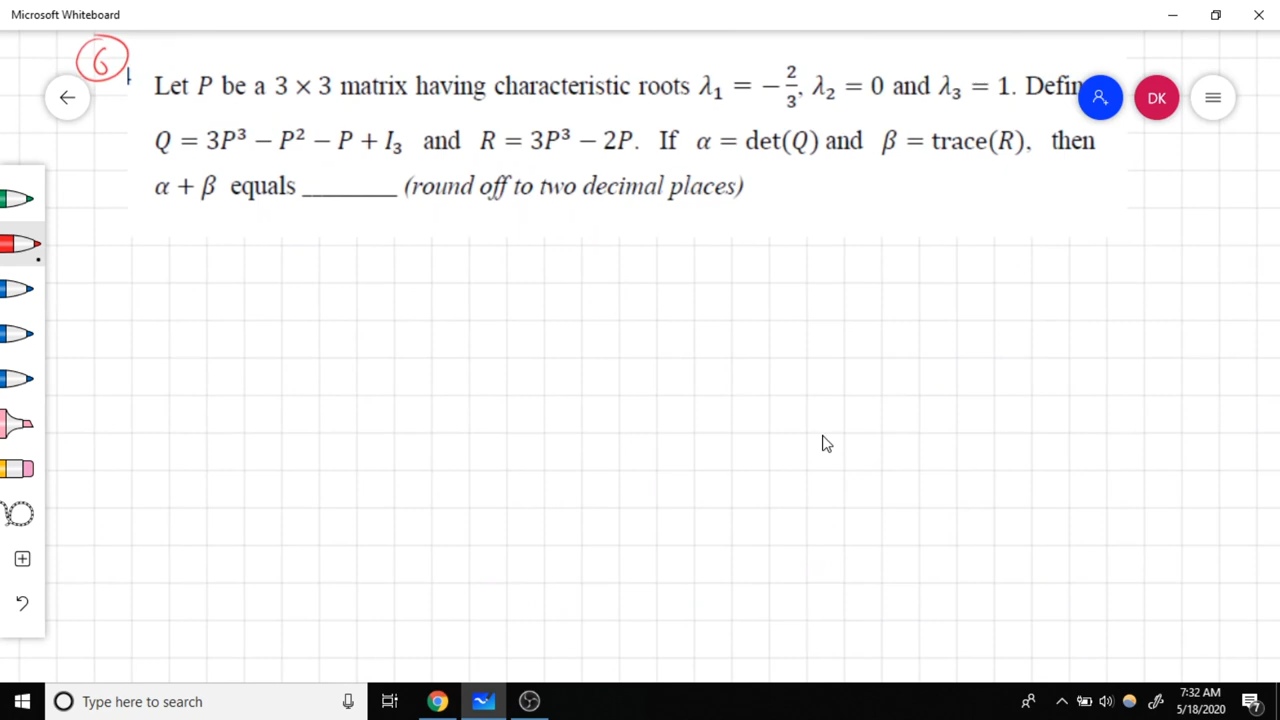 Microsoft Whiteboard
6
Let P be a 3 × 3 matrix having characteristic roots λ₁ = −2/3, λ₂ = 0 and λ₃ = 1. Defin
Q = 3P³ − P² − P + I₃ and R = 3P³ − 2P. If α = det(Q) and β = trace(R), then
α + β equals ________ (round off to two decimal places)
DK
Type here to search
7:32 AM
5/18/2020
7